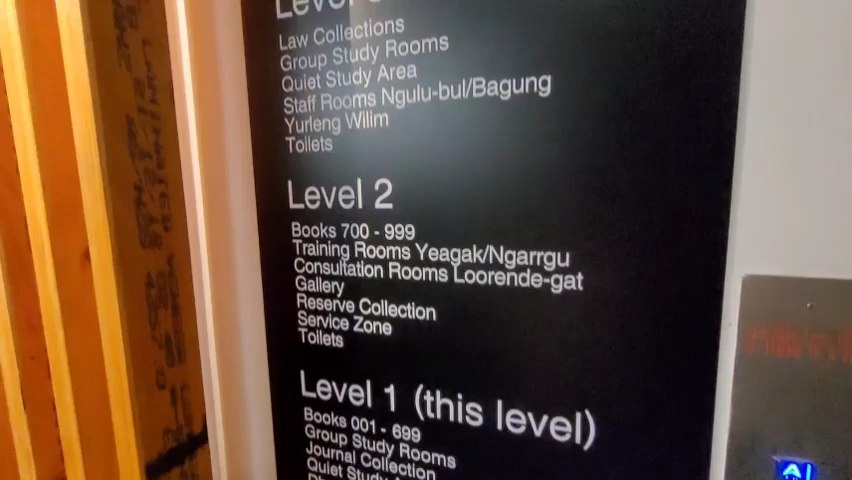 Level
Law Collections
Group Study Rooms
Quiet Study Area
Staff Rooms Ngulu-bul/Bagung
Yurleng Wilim
Toilets
Level 2
Books 700 - 999
Training Rooms Yeagak/Ngarrgu
Consultation Rooms Loorende-gat
Gallery
Reserve Collection
Service Zone
Toilets
Level 1 (this level)
Books 001 - 699
Group Study Rooms
Journal Collection
Quiet Study